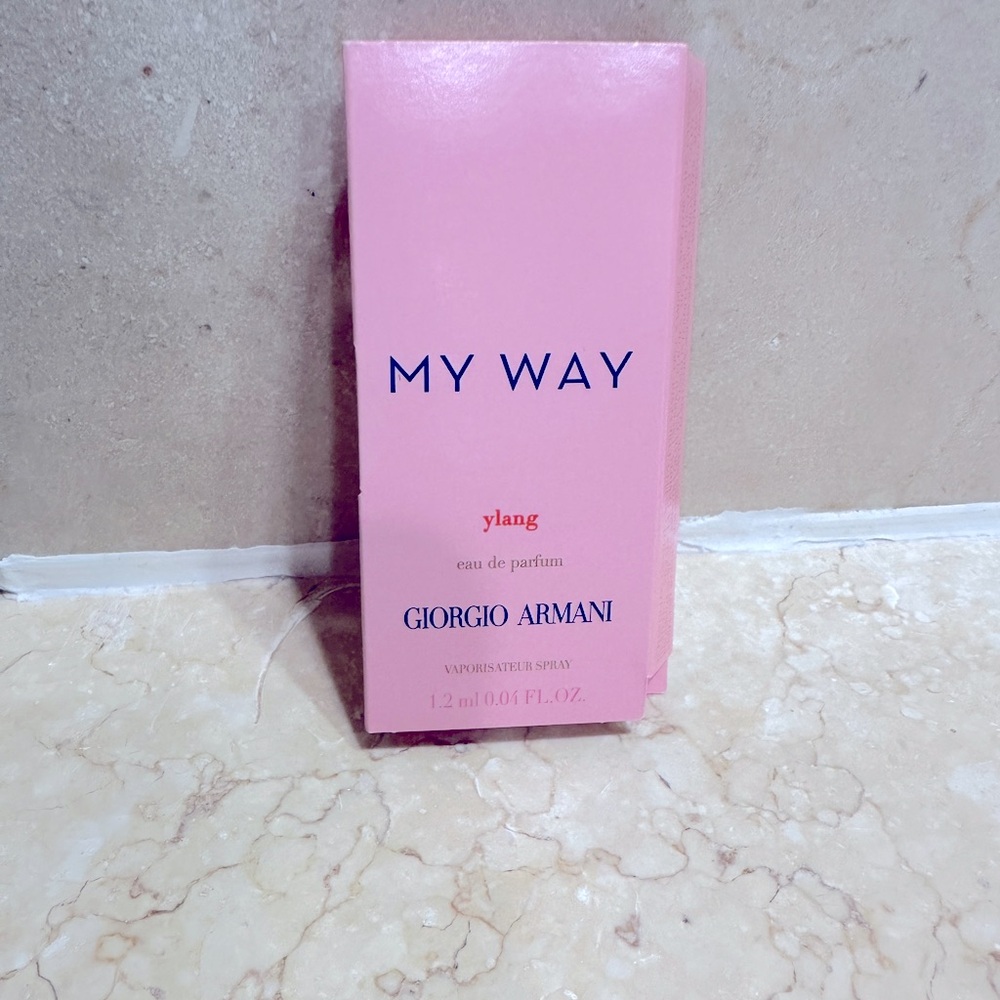 MY WAY
ylang
eau de parfum
GIORGIO ARMANI
VAPORISATEUR SPRAY
1.2 ml 0.04 FL.OZ.